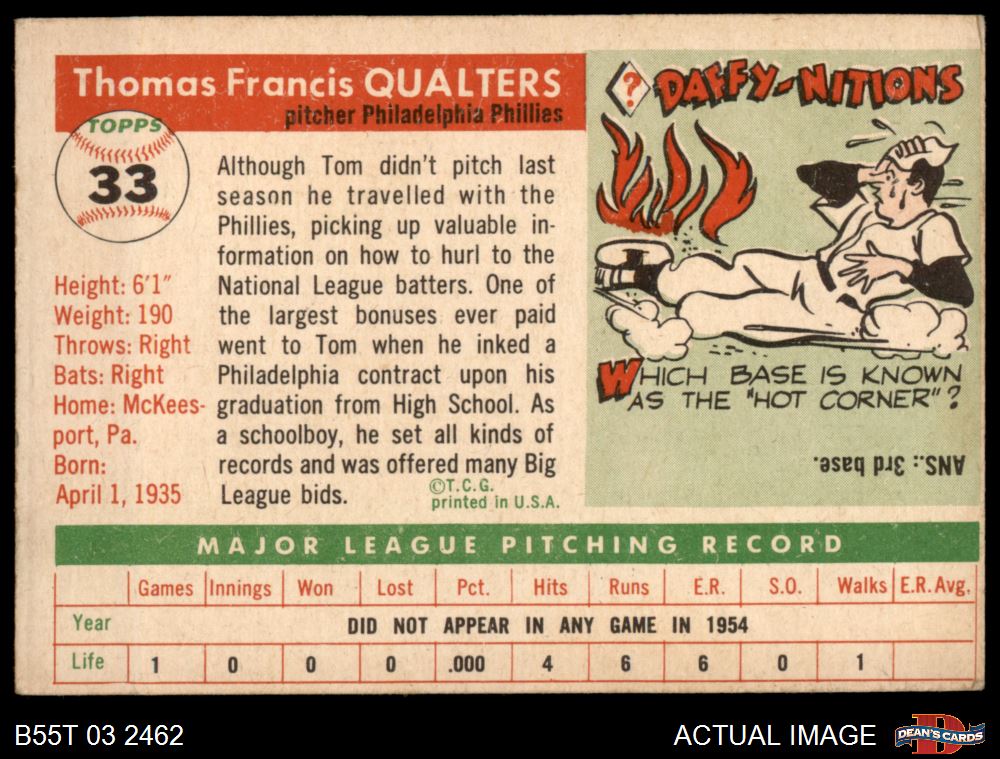 Thomas Francis QUALTERS
pitcher Philadelphia Phillies
TOPPS
33
Height: 6'1"
Weight: 190
Throws: Right
Bats: Right
Home: McKees-
port, Pa.
Born:
April 1, 1935
Although Tom didn't pitch last
season he travelled with the
Phillies, picking up valuable in-
formation on how to hurl to the
National League batters. One of
the largest bonuses ever paid
went to Tom when he inked a
Philadelphia contract upon his
graduation from High School. As
a schoolboy, he set all kinds of
records and was offered many Big
League bids.
©T.C.G.
printed in U.S.A.
? DAFFY-NITIONS
WHICH BASE IS KNOWN
AS THE "HOT CORNER"?
ANS.: 3rd base.
MAJOR LEAGUE PITCHING RECORD
Games Innings Won Lost Pct. Hits Runs E.R. S.O. Walks E.R. Avg.
Year DID NOT APPEAR IN ANY GAME IN 1954
Life 1 0 0 0 .000 4 6 6 0 1
B55T 03 2462
ACTUAL IMAGE
D
DEAN'S CARDS